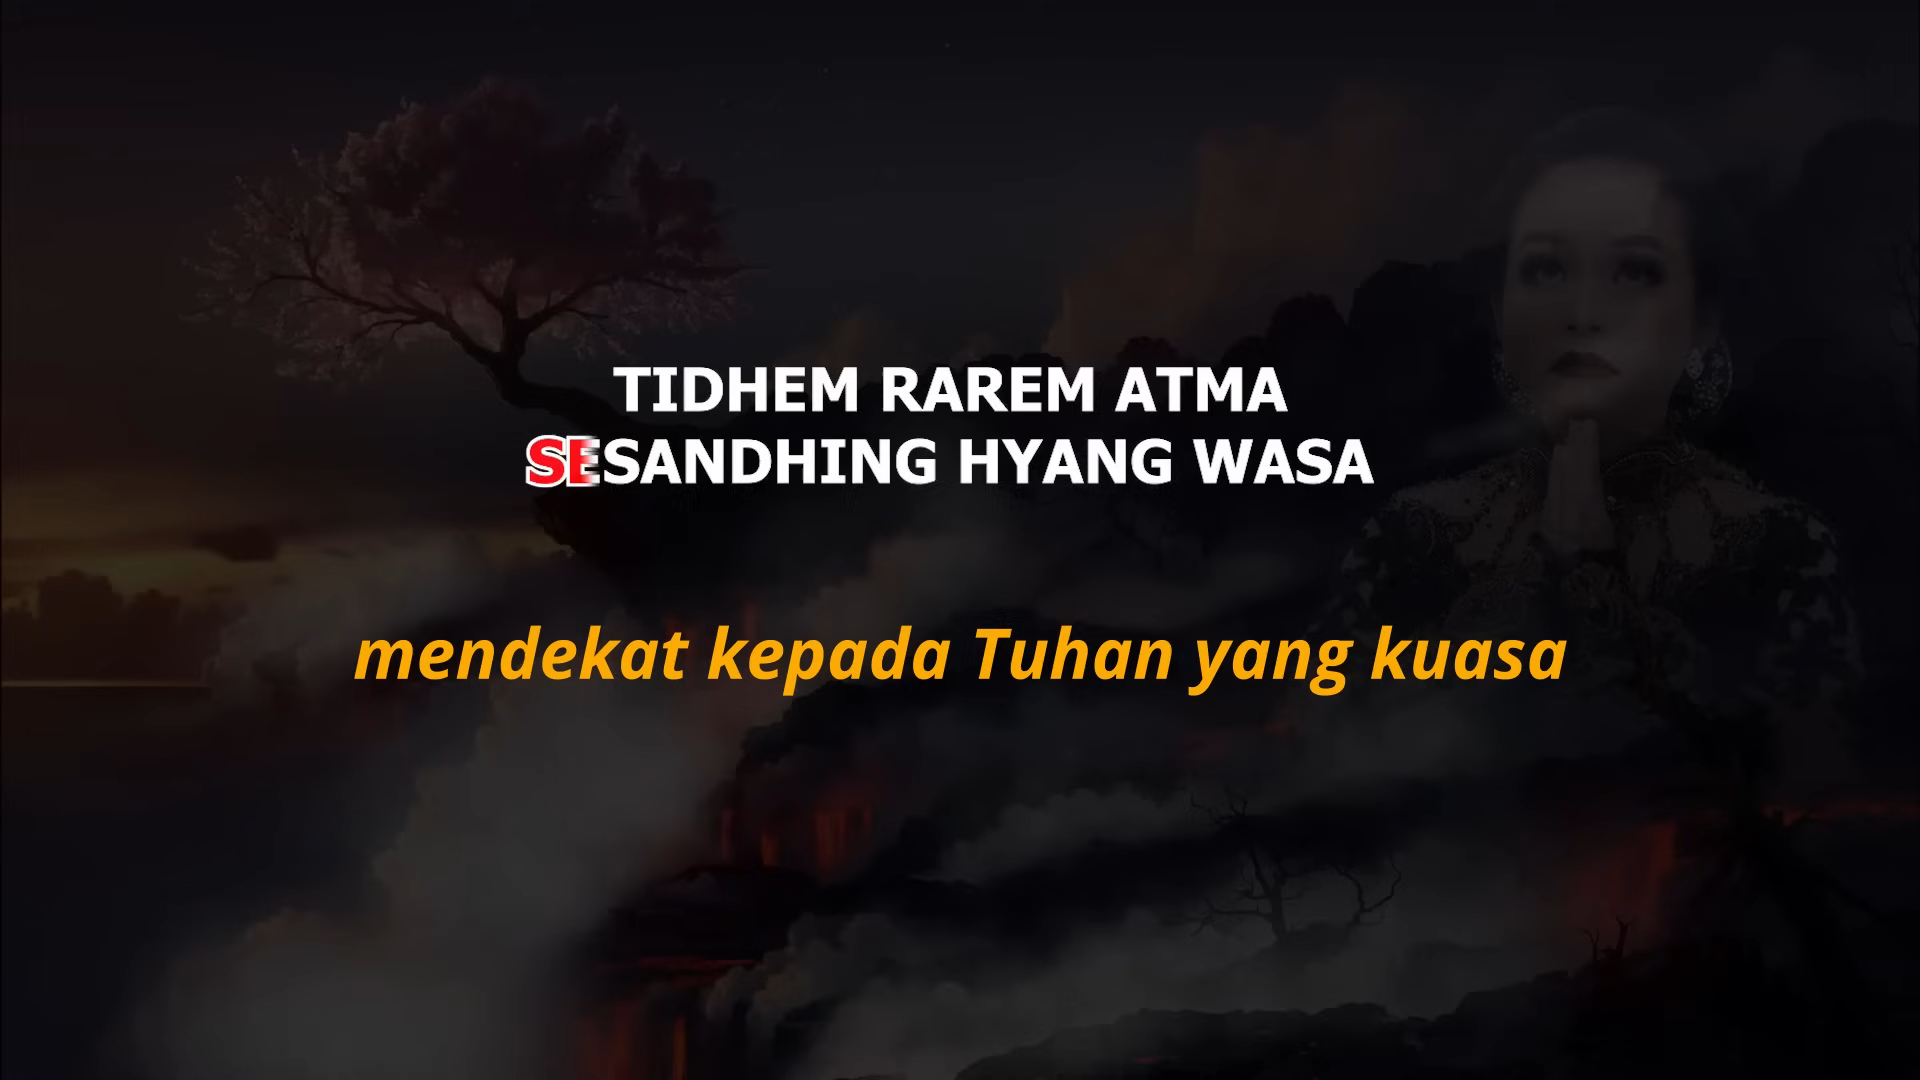 TIDHEM RAREM ATMA
SESANDHING HYANG WASA
mendekat kepada Tuhan yang kuasa